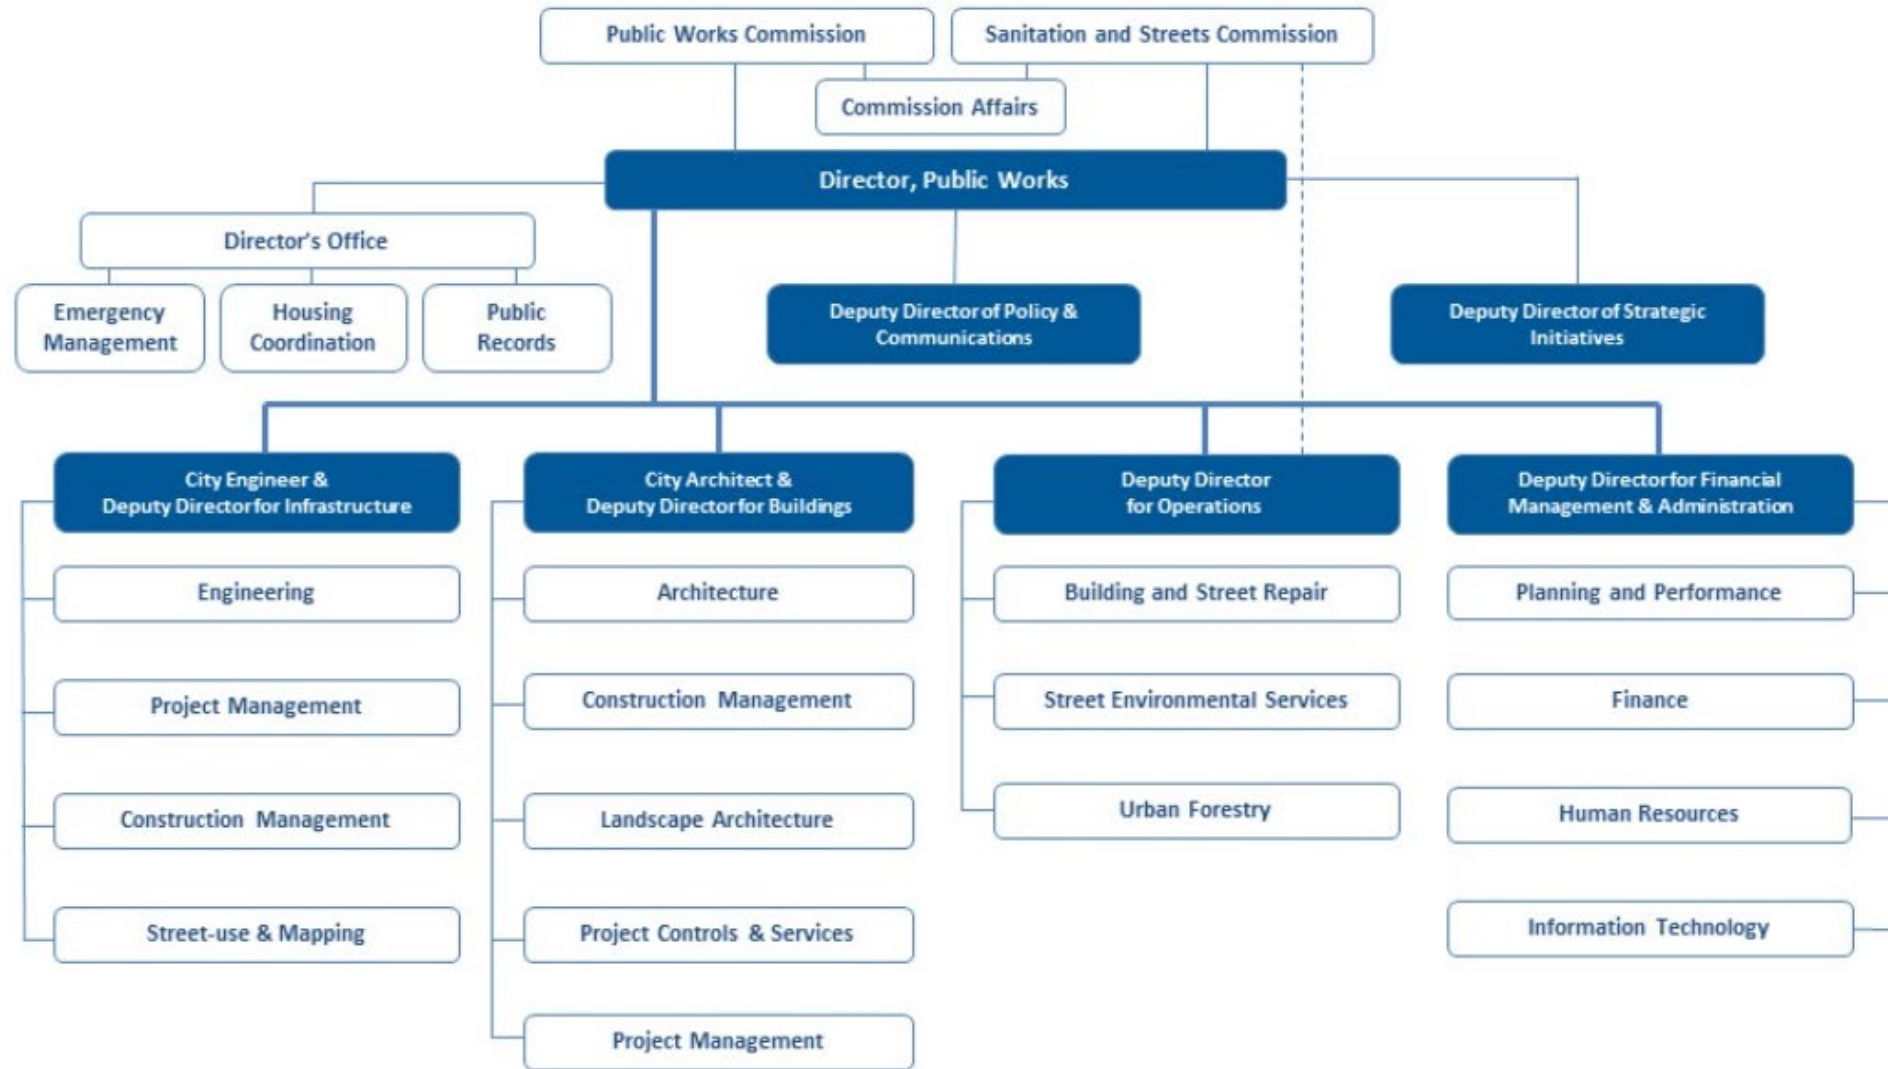 Public Works Commission
Sanitation and Streets Commission
Commission Affairs
Director, Public Works
Director's Office
Emergency
Management
Housing
Coordination
Public
Records
Deputy Director of Policy &
Communications
Deputy Director of Strategic
Initiatives
City Engineer &
Deputy Director for Infrastructure
Engineering
Project Management
Construction Management
Street-use & Mapping
City Architect &
Deputy Director for Buildings
Architecture
Construction Management
Landscape Architecture
Project Controls & Services
Project Management
Deputy Director
for Operations
Building and Street Repair
Street Environmental Services
Urban Forestry
Deputy Director for Financial
Management & Administration
Planning and Performance
Finance
Human Resources
Information Technology